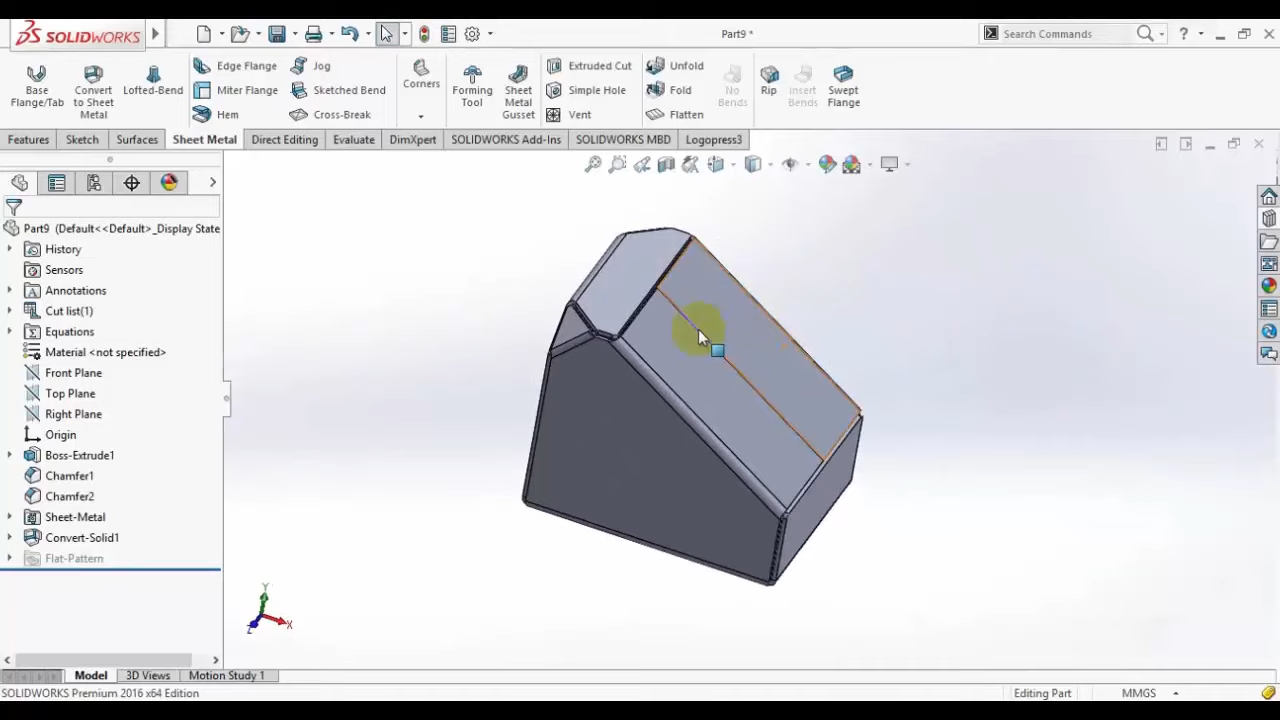 SOLIDWORKS
Part9 *
Search Commands
?
Base Flange/Tab
Convert to Sheet Metal
Lofted-Bend
Edge Flange
Miter Flange
Hem
Jog
Sketched Bend
Cross-Break
Corners
Forming Tool
Sheet Metal Gusset
Extruded Cut
Simple Hole
Vent
Unfold
Fold
Flatten
No Bends
Rip
Insert Bends
Swept Flange
Features Sketch Surfaces Sheet Metal Direct Editing Evaluate DimXpert SOLIDWORKS Add-Ins SOLIDWORKS MBD Logopress3
Part9 (Default<<Default>_Display State
History
Sensors
Annotations
Cut list(1)
Equations
Material <not specified>
Front Plane
Top Plane
Right Plane
Origin
Boss-Extrude1
Chamfer1
Chamfer2
Sheet-Metal
Convert-Solid1
Flat-Pattern
Y
X
Z
Model 3D Views Motion Study 1
SOLIDWORKS Premium 2016 x64 Edition
Editing Part
MMGS